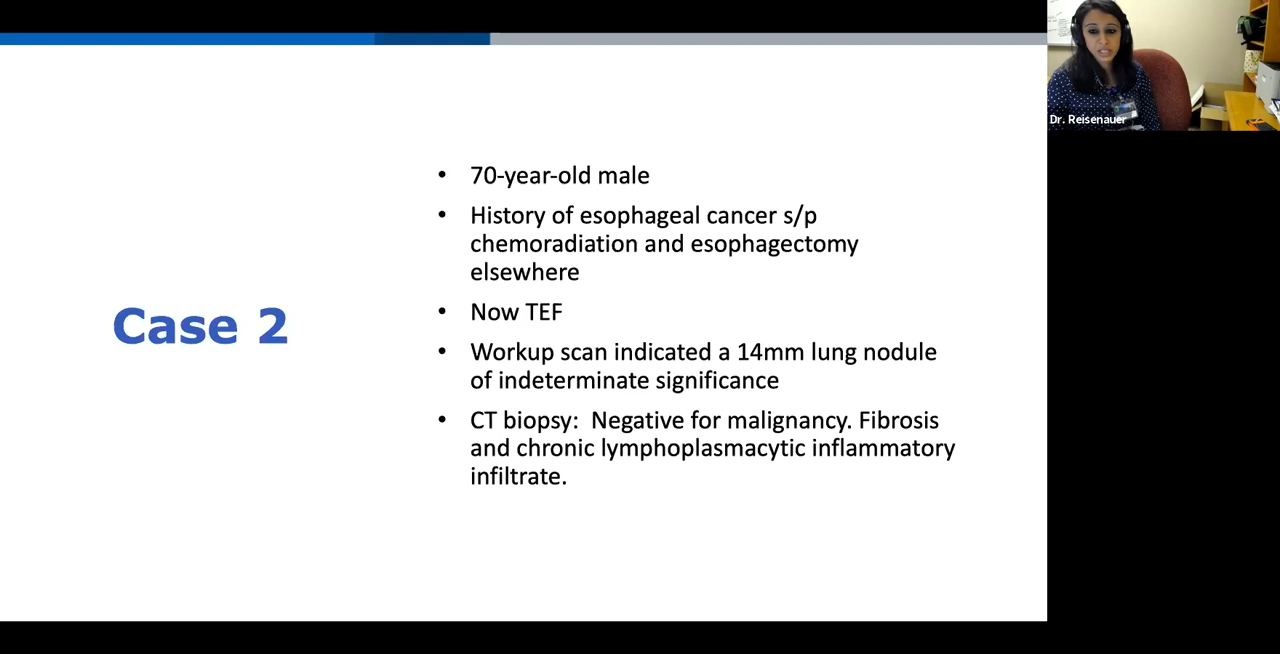 Dr. Reisenauer
Case 2
• 70-year-old male
• History of esophageal cancer s/p
chemoradiation and esophagectomy
elsewhere
• Now TEF
• Workup scan indicated a 14mm lung nodule
of indeterminate significance
• CT biopsy:  Negative for malignancy. Fibrosis
and chronic lymphoplasmacytic inflammatory
infiltrate.